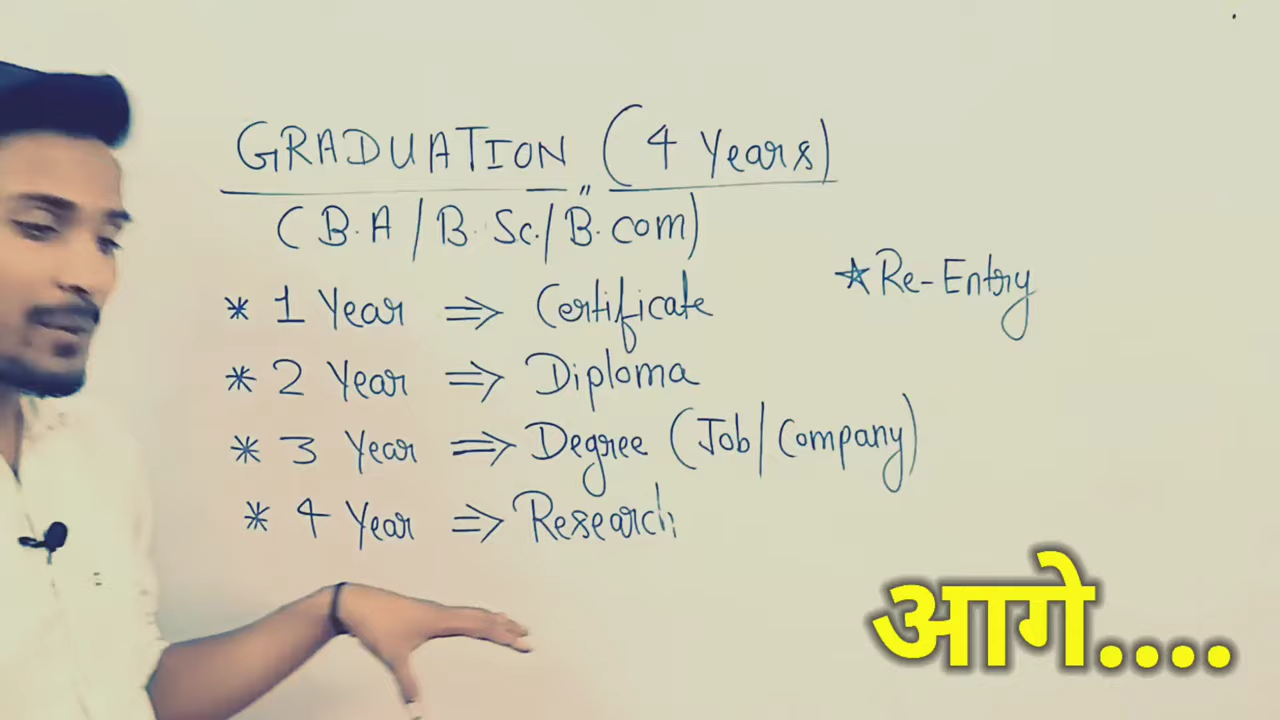 GRADUATION (4 Years)
(B.A/B.Sc./B.com)
* 1 Year ⇒ Certificate
☆Re-Entry
* 2 Year ⇒ Diploma
* 3 Year ⇒ Degree (Job/Company)
* 4 Year ⇒ Research
आगे....